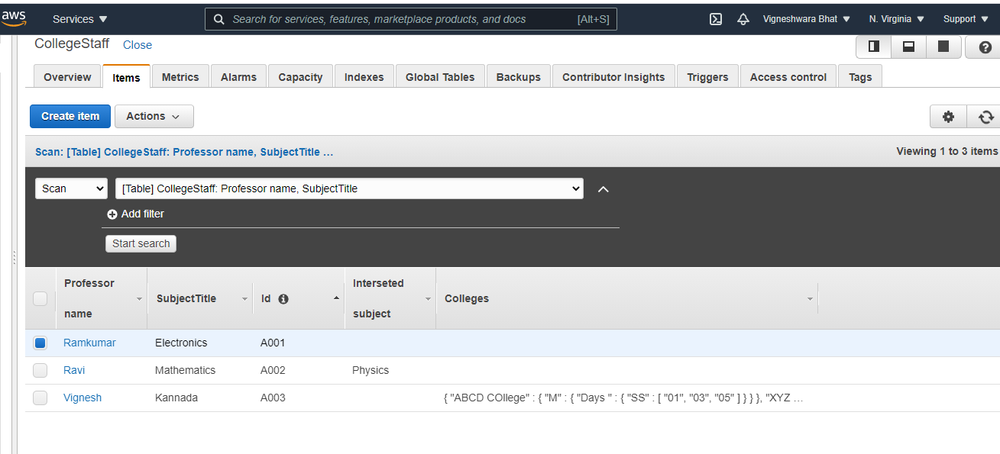 aws Services Search for services, features, marketplace products, and docs [Alt+S] Vigneshwara Bhat N. Virginia Support
CollegeStaff Close
Overview Items Metrics Alarms Capacity Indexes Global Tables Backups Contributor Insights Triggers Access control Tags
Create item Actions
Scan: [Table] CollegeStaff: Professor name, SubjectTitle … Viewing 1 to 3 items
Scan [Table] CollegeStaff: Professor name, SubjectTitle
Add filter
Start search
Professor name SubjectTitle Id Interseted subject Colleges
Ramkumar Electronics A001
Ravi Mathematics A002 Physics
Vignesh Kannada A003 { "ABCD COllege" : { "M" : { "Days " : { "SS" : [ "01", "03", "05" ] } } }, "XYZ …